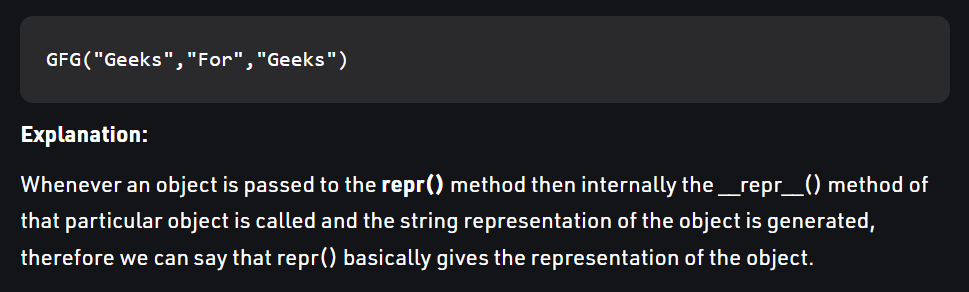 GFG("Geeks","For","Geeks")
Explanation:
Whenever an object is passed to the repr() method then internally the __repr__() method of
that particular object is called and the string representation of the object is generated,
therefore we can say that repr() basically gives the representation of the object.